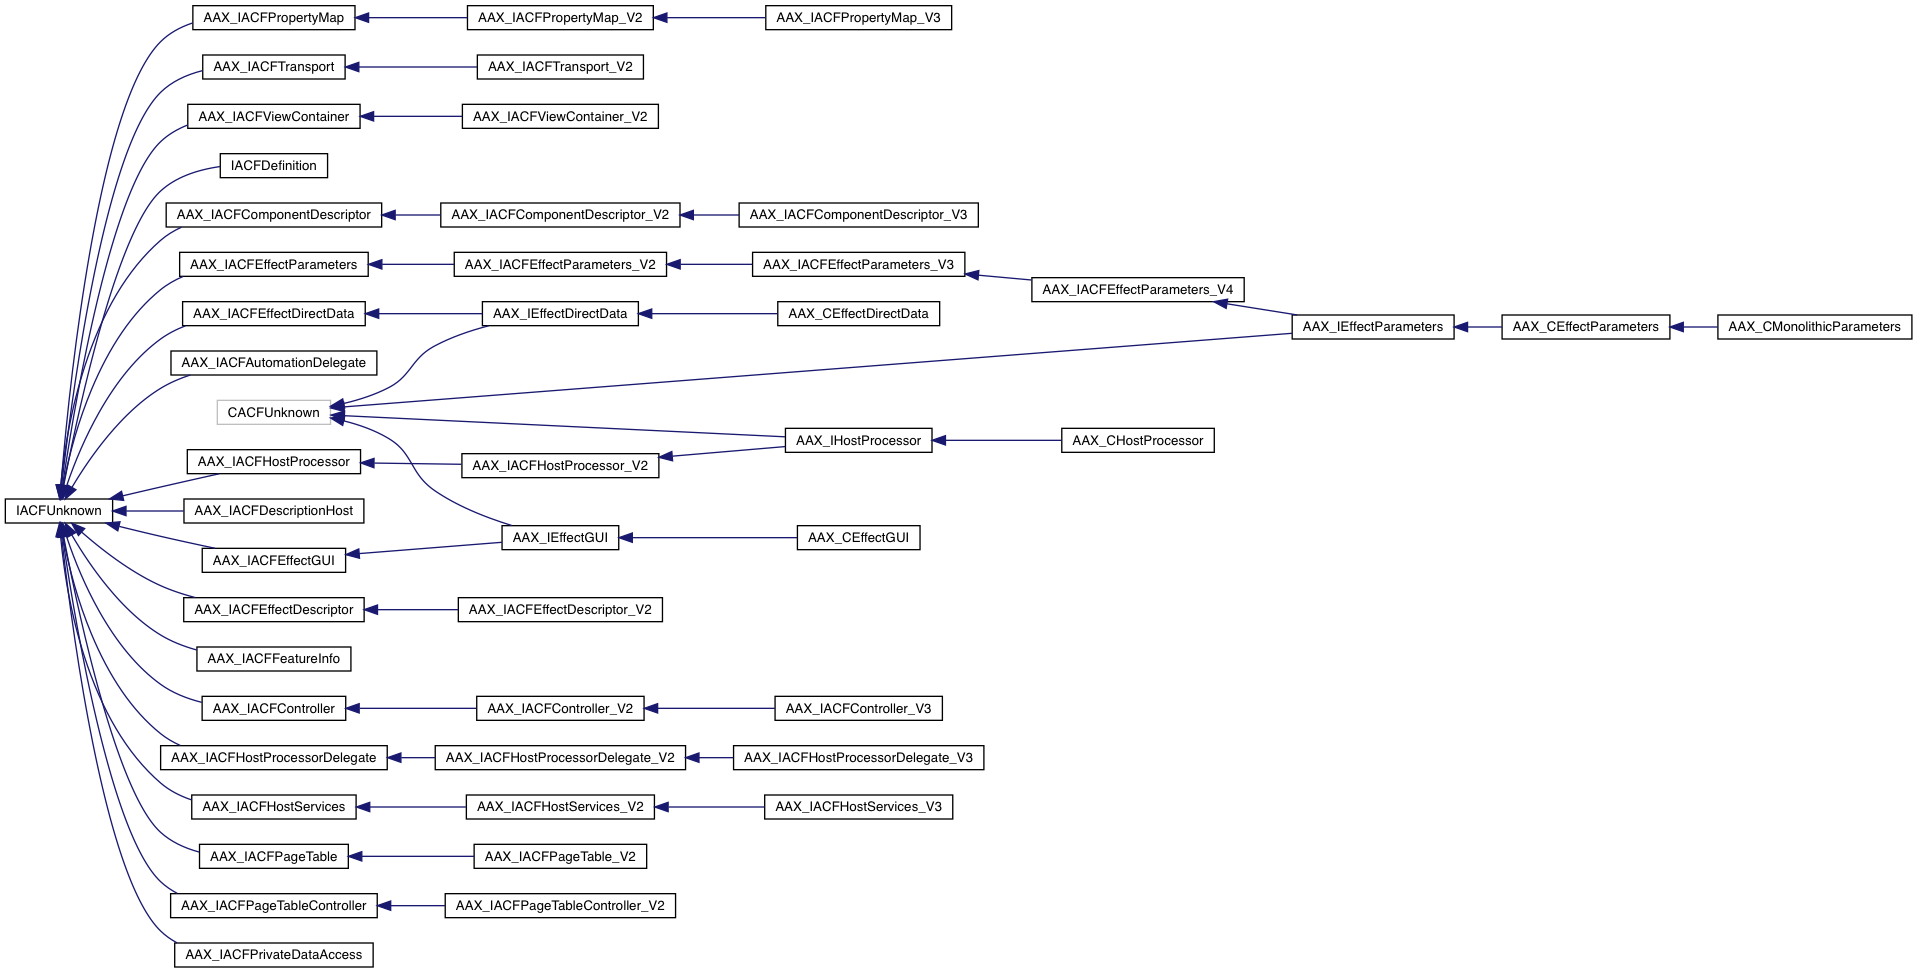 AAX_IACFPropertyMap
AAX_IACFPropertyMap_V2
AAX_IACFPropertyMap_V3
AAX_IACFTransport
AAX_IACFTransport_V2
AAX_IACFViewContainer
AAX_IACFViewContainer_V2
IACFDefinition
AAX_IACFComponentDescriptor
AAX_IACFComponentDescriptor_V2
AAX_IACFComponentDescriptor_V3
AAX_IACFEffectParameters
AAX_IACFEffectParameters_V2
AAX_IACFEffectParameters_V3
AAX_IACFEffectParameters_V4
AAX_IACFEffectDirectData
AAX_IEffectDirectData
AAX_CEffectDirectData
AAX_IEffectParameters
AAX_CEffectParameters
AAX_CMonolithicParameters
AAX_IACFAutomationDelegate
CACFUnknown
AAX_IHostProcessor
AAX_CHostProcessor
AAX_IACFHostProcessor
AAX_IACFHostProcessor_V2
IACFUnknown
AAX_IACFDescriptionHost
AAX_IEffectGUI
AAX_CEffectGUI
AAX_IACFEffectGUI
AAX_IACFEffectDescriptor
AAX_IACFEffectDescriptor_V2
AAX_IACFFeatureInfo
AAX_IACFController
AAX_IACFController_V2
AAX_IACFController_V3
AAX_IACFHostProcessorDelegate
AAX_IACFHostProcessorDelegate_V2
AAX_IACFHostProcessorDelegate_V3
AAX_IACFHostServices
AAX_IACFHostServices_V2
AAX_IACFHostServices_V3
AAX_IACFPageTable
AAX_IACFPageTable_V2
AAX_IACFPageTableController
AAX_IACFPageTableController_V2
AAX_IACFPrivateDataAccess